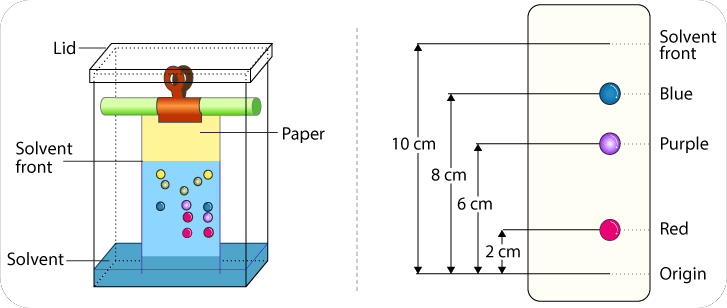 Lid
Paper
Solvent
front
Solvent
Solvent
front
Blue
Purple
Red
Origin
10 cm
8 cm
6 cm
2 cm